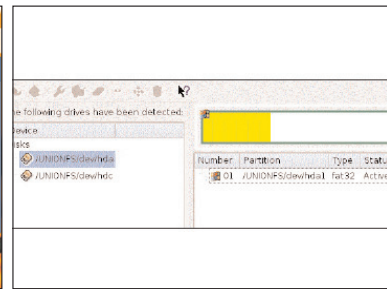 e following drives have been detected:
evice
isks
/UNIONFS/dev/hda
/UNIONFS/dev/hdc
Number Partition Type Statu
01 /UNIONFS/dev/hda1 fat32 Active